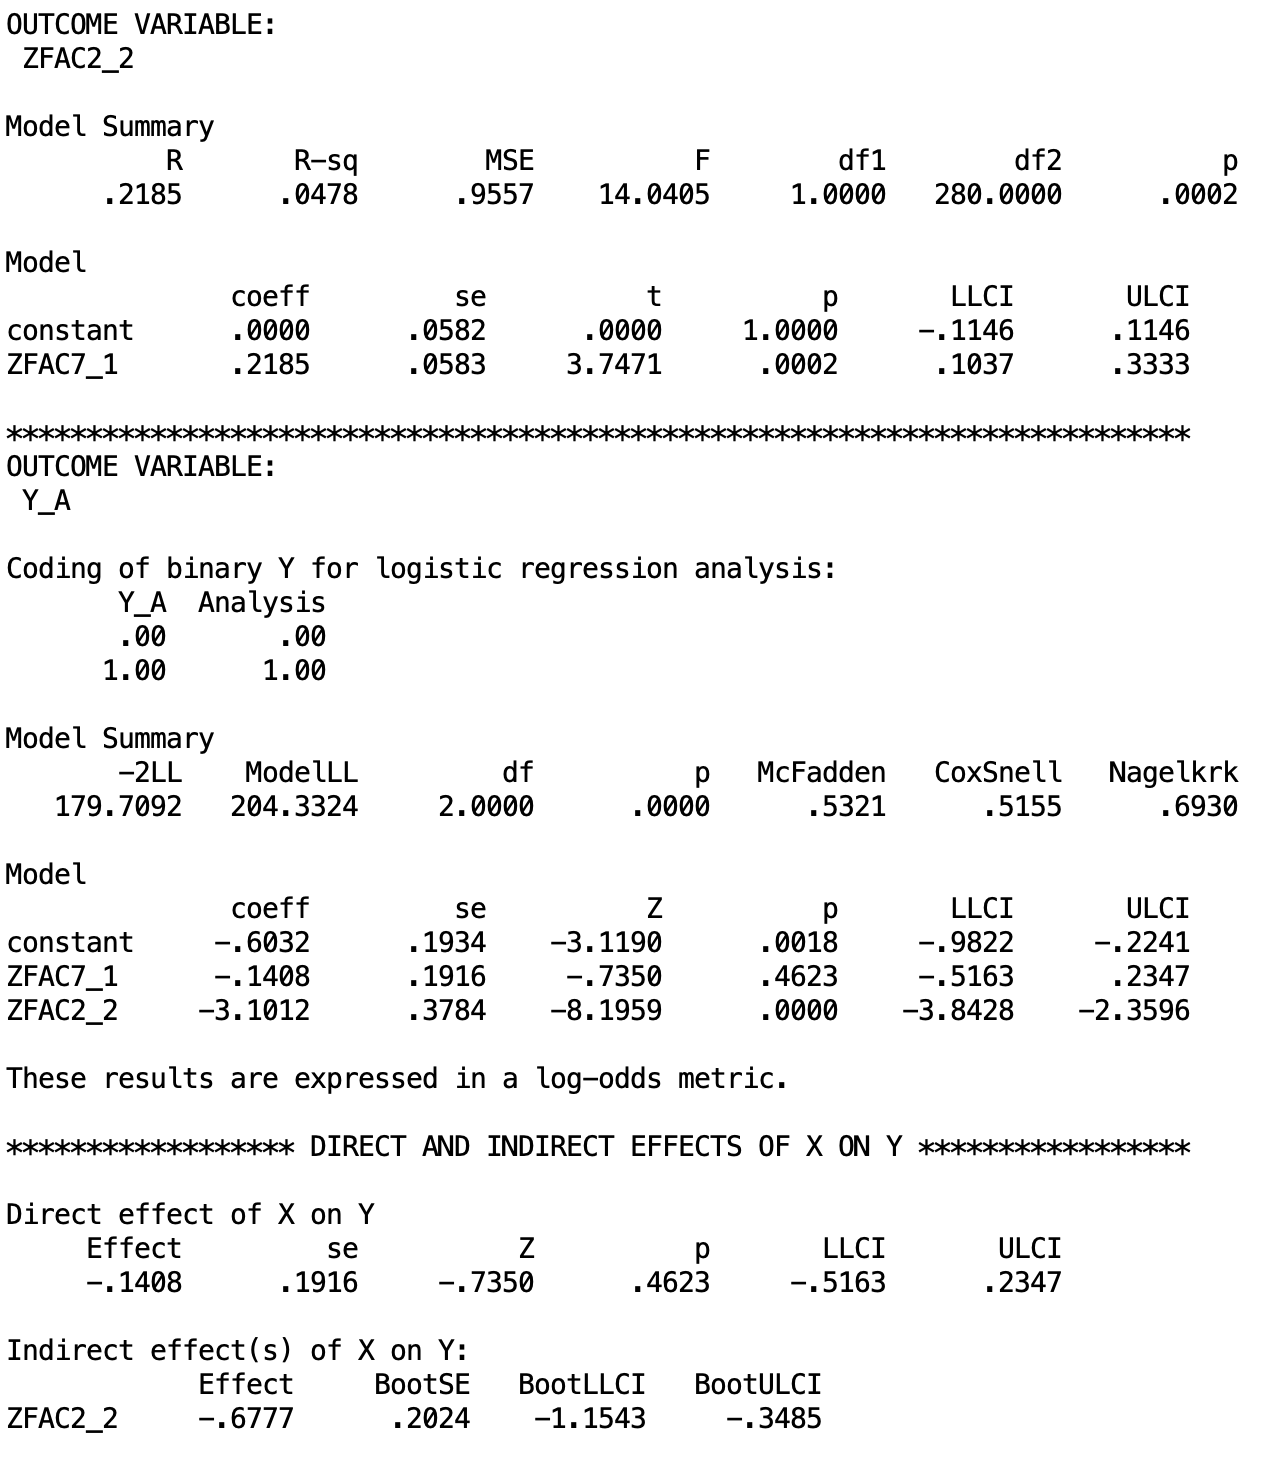 OUTCOME VARIABLE:
 ZFAC2_2

Model Summary
          R       R-sq        MSE          F        df1        df2          p
      .2185      .0478      .9557    14.0405     1.0000   280.0000      .0002

Model
              coeff         se          t          p       LLCI       ULCI
constant      .0000      .0582      .0000     1.0000     -.1146      .1146
ZFAC7_1       .2185      .0583     3.7471      .0002      .1037      .3333

**************************************************************************
OUTCOME VARIABLE:
 Y_A

Coding of binary Y for logistic regression analysis:
       Y_A  Analysis
       .00       .00
      1.00      1.00

Model Summary
       -2LL    ModelLL         df          p   McFadden   CoxSnell   Nagelkrk
   179.7092   204.3324     2.0000      .0000      .5321      .5155      .6930

Model
              coeff         se          Z          p       LLCI       ULCI
constant     -.6032      .1934    -3.1190      .0018     -.9822     -.2241
ZFAC7_1      -.1408      .1916     -.7350      .4623     -.5163      .2347
ZFAC2_2     -3.1012      .3784    -8.1959      .0000    -3.8428    -2.3596

These results are expressed in a log-odds metric.

****************** DIRECT AND INDIRECT EFFECTS OF X ON Y *****************

Direct effect of X on Y
     Effect         se          Z          p       LLCI       ULCI
     -.1408      .1916     -.7350      .4623     -.5163      .2347

Indirect effect(s) of X on Y:
            Effect     BootSE   BootLLCI   BootULCI
ZFAC2_2     -.6777      .2024    -1.1543     -.3485